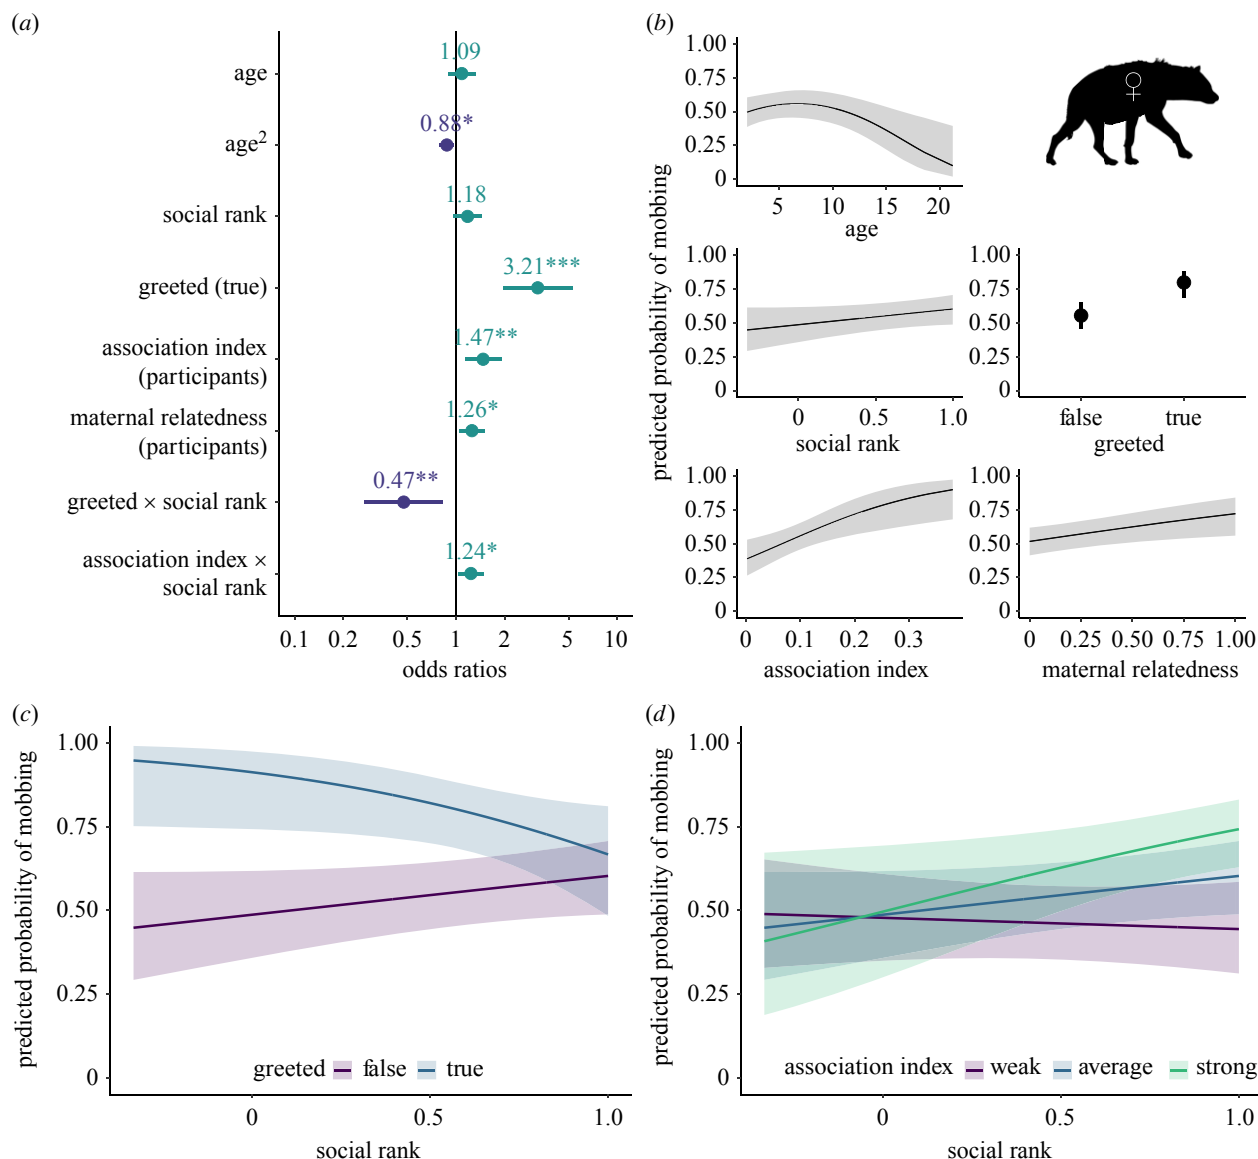 (a)
1.09
age
0.88*
age²
1.18
social rank
3.21***
greeted (true)
1.47**
association index
(participants)
1.26*
maternal relatedness
(participants)
0.47**
greeted × social rank
1.24*
association index ×
social rank
0.1 0.2 0.5 1 2 5 10
odds ratios
(b)
predicted probability of mobbing
1.00
0.75
0.50
0.25
0
5 10 15 20
age
♀
1.00
0.75
0.50
0.25
0
0 0.5 1.0
social rank
1.00
0.75
0.50
0.25
0
false true
greeted
1.00
0.75
0.50
0.25
0
0 0.1 0.2 0.3
association index
1.00
0.75
0.50
0.25
0
0 0.25 0.50 0.75 1.00
maternal relatedness
(c)
predicted probability of mobbing
1.00
0.75
0.50
0.25
0
greeted false true
0 0.5 1.0
social rank
(d)
predicted probability of mobbing
1.00
0.75
0.50
0.25
0
association index weak average strong
0 0.5 1.0
social rank